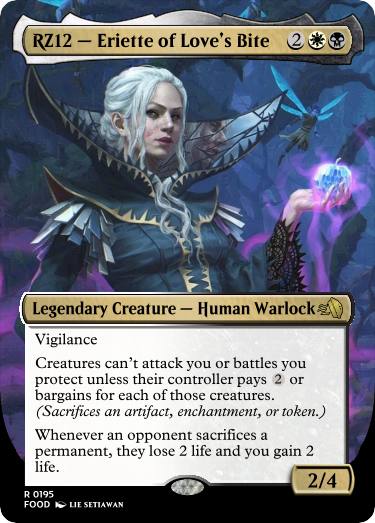 RZ12 — Eriette of Love's Bite 2
Legendary Creature — Human Warlock
Vigilance
Creatures can't attack you or battles you
protect unless their controller pays 2 or
bargains for each of those creatures.
(Sacrifices an artifact, enchantment, or token.)
Whenever an opponent sacrifices a
permanent, they lose 2 life and you gain 2
life.
2/4
R 0195
FOOD LIE SETIAWAN